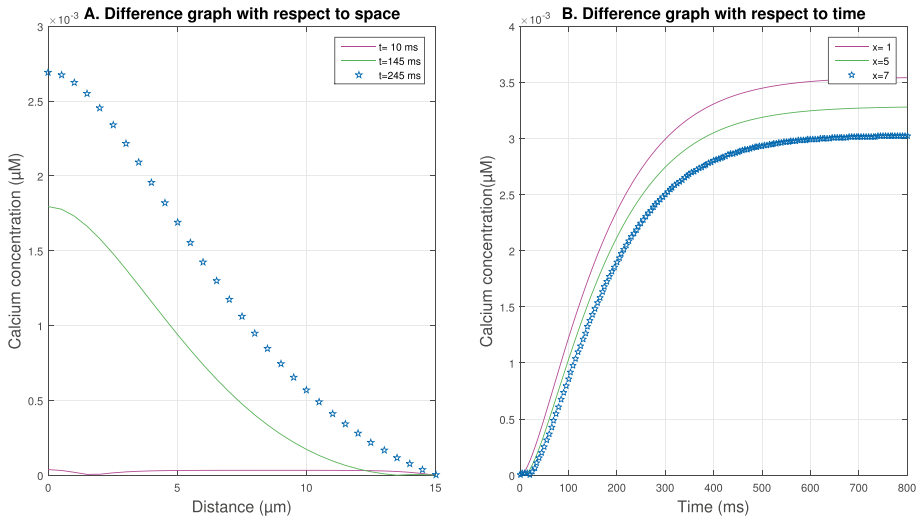 A. Difference graph with respect to space
×10⁻³
3
2.5
2
1.5
1
0.5
0
Calcium concentration (µM)
t= 10 ms
t=145 ms
t=245 ms
0 5 10 15
Distance (µm)
B. Difference graph with respect to time
×10⁻³
4
3.5
3
2.5
2
1.5
1
0.5
0
Calcium concentration(µM)
x= 1
x=5
x=7
0 100 200 300 400 500 600 700 800
Time (ms)